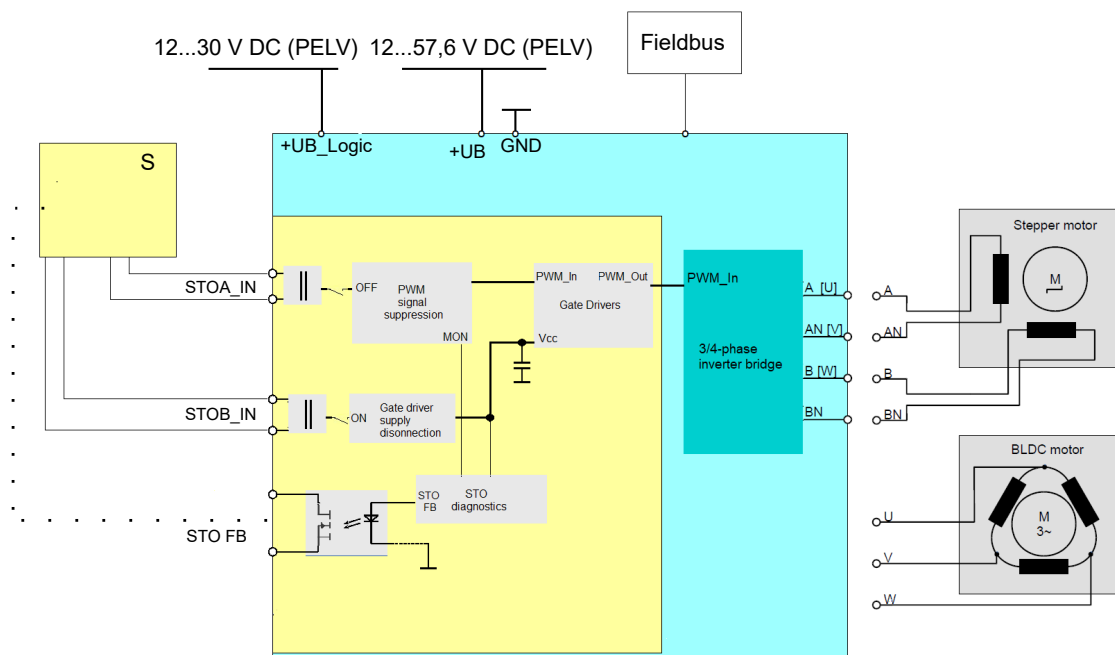 12...30 V DC (PELV)
12...57,6 V DC (PELV)
Fieldbus
+UB_Logic
+UB
GND
S
STOA_IN
OFF
PWM
signal
suppression
MON
PWM_In
PWM_Out
Gate Drivers
Vcc
PWM_In
3/4-phase
inverter bridge
A [U]
AN [V]
B [W]
BN
A
AN
B
BN
Stepper motor
M
STOB_IN
ON
Gate driver
supply
disonnection
STO FB
STO
FB
STO
diagnostics
BLDC motor
M
3~
U
V
W